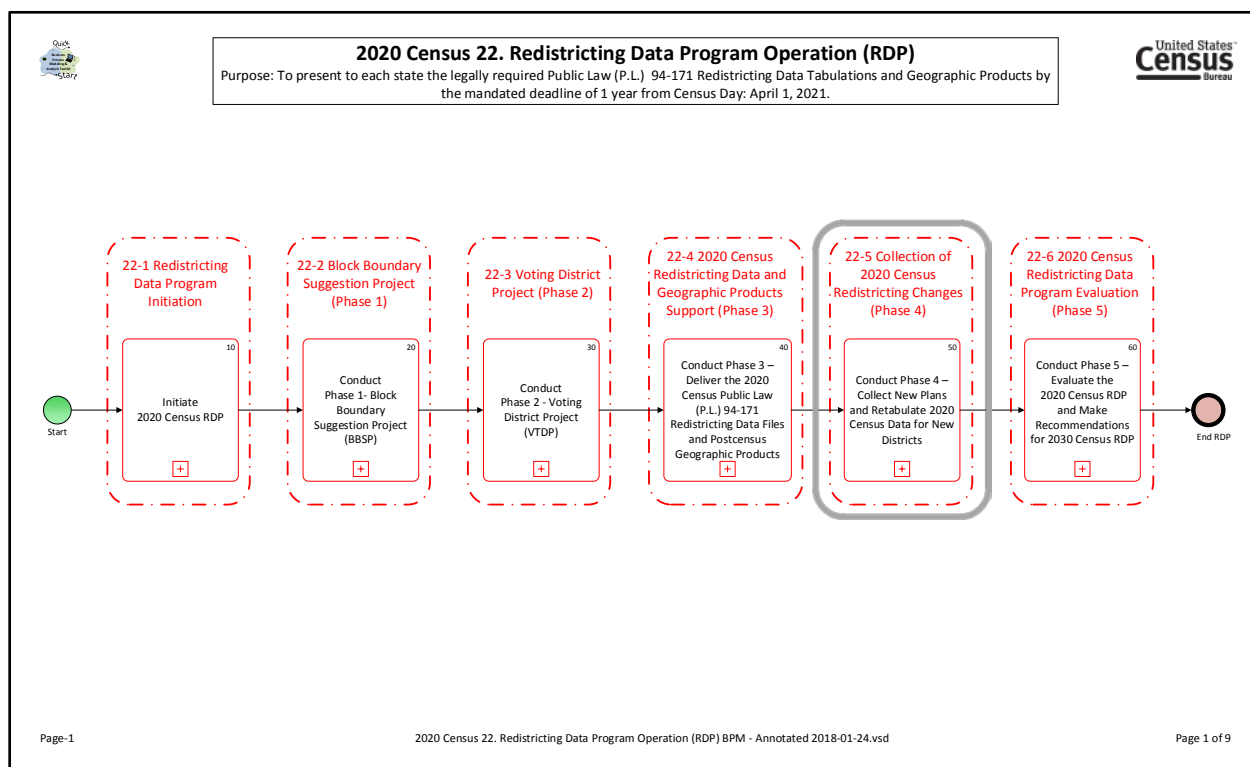 Quick
Start
2020 Census 22. Redistricting Data Program Operation (RDP)
Purpose: To present to each state the legally required Public Law (P.L.) 94-171 Redistricting Data Tabulations and Geographic Products by
the mandated deadline of 1 year from Census Day: April 1, 2021.
United States™
Census
Bureau
22-1 Redistricting
Data Program
Initiation
22-2 Block Boundary
Suggestion Project
(Phase 1)
22-3 Voting District
Project (Phase 2)
22-4 2020 Census
Redistricting Data and
Geographic Products
Support (Phase 3)
22-5 Collection of
2020 Census
Redistricting Changes
(Phase 4)
22-6 2020 Census
Redistricting Data
Program Evaluation
(Phase 5)
Start
10
Initiate
2020 Census RDP
+
20
Conduct
Phase 1- Block
Boundary
Suggestion Project
(BBSP)
+
30
Conduct
Phase 2 - Voting
District Project
(VTDP)
+
40
Conduct Phase 3 –
Deliver the 2020
Census Public Law
(P.L.) 94-171
Redistricting Data Files
and Postcensus
Geographic Products
+
50
Conduct Phase 4 –
Collect New Plans
and Retabulate 2020
Census Data for New
Districts
+
60
Conduct Phase 5 –
Evaluate the
2020 Census RDP
and Make
Recommendations
for 2030 Census RDP
+
End RDP
Page-1
2020 Census 22. Redistricting Data Program Operation (RDP) BPM - Annotated 2018-01-24.vsd
Page 1 of 9